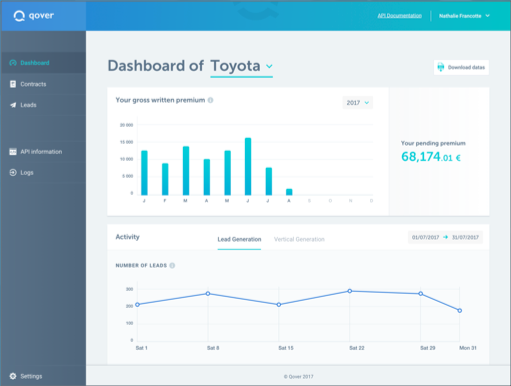 qover
API Documentation
Nathalie Francotte
Dashboard
Contracts
Leads
API information
Logs
Settings
Dashboard of Toyota
Download datas
Your gross written premium
2017
20 000
15 000
10 000
5 000
0
J F M A M J J A S O N D
Your pending premium
68,174.01 €
Activity
Lead Generation
Vertical Generation
01/07/2017 → 31/07/2017
NUMBER OF LEADS
300
200
100
0
Sat 1 Sat 8 Sat 15 Sat 22 Sat 29 Mon 31
© Qover 2017